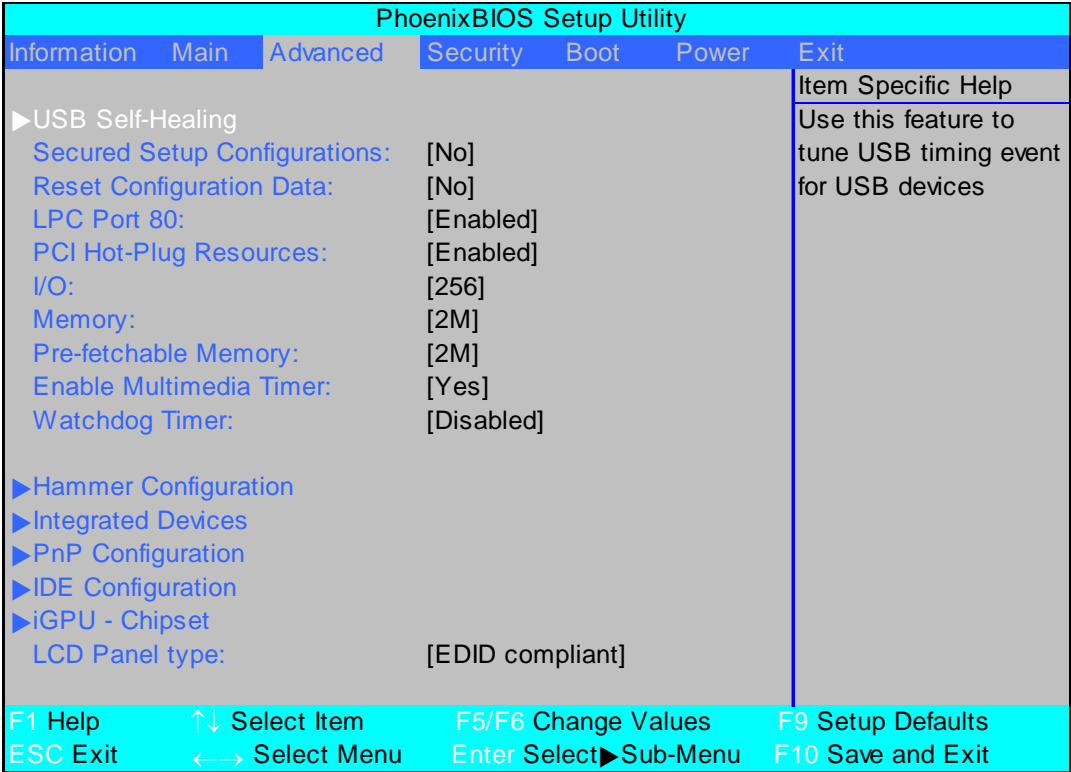 PhoenixBIOS Setup Utility
Information Main Advanced Security Boot Power Exit
Item Specific Help
Use this feature to
tune USB timing event
for USB devices
▶USB Self-Healing
Secured Setup Configurations: [No]
Reset Configuration Data: [No]
LPC Port 80: [Enabled]
PCI Hot-Plug Resources: [Enabled]
I/O: [256]
Memory: [2M]
Pre-fetchable Memory: [2M]
Enable Multimedia Timer: [Yes]
Watchdog Timer: [Disabled]
▶Hammer Configuration
▶Integrated Devices
▶PnP Configuration
▶IDE Configuration
▶iGPU - Chipset
LCD Panel type: [EDID compliant]
F1 Help ↑↓ Select Item F5/F6 Change Values F9 Setup Defaults
ESC Exit ←→ Select Menu Enter Select▶Sub-Menu F10 Save and Exit